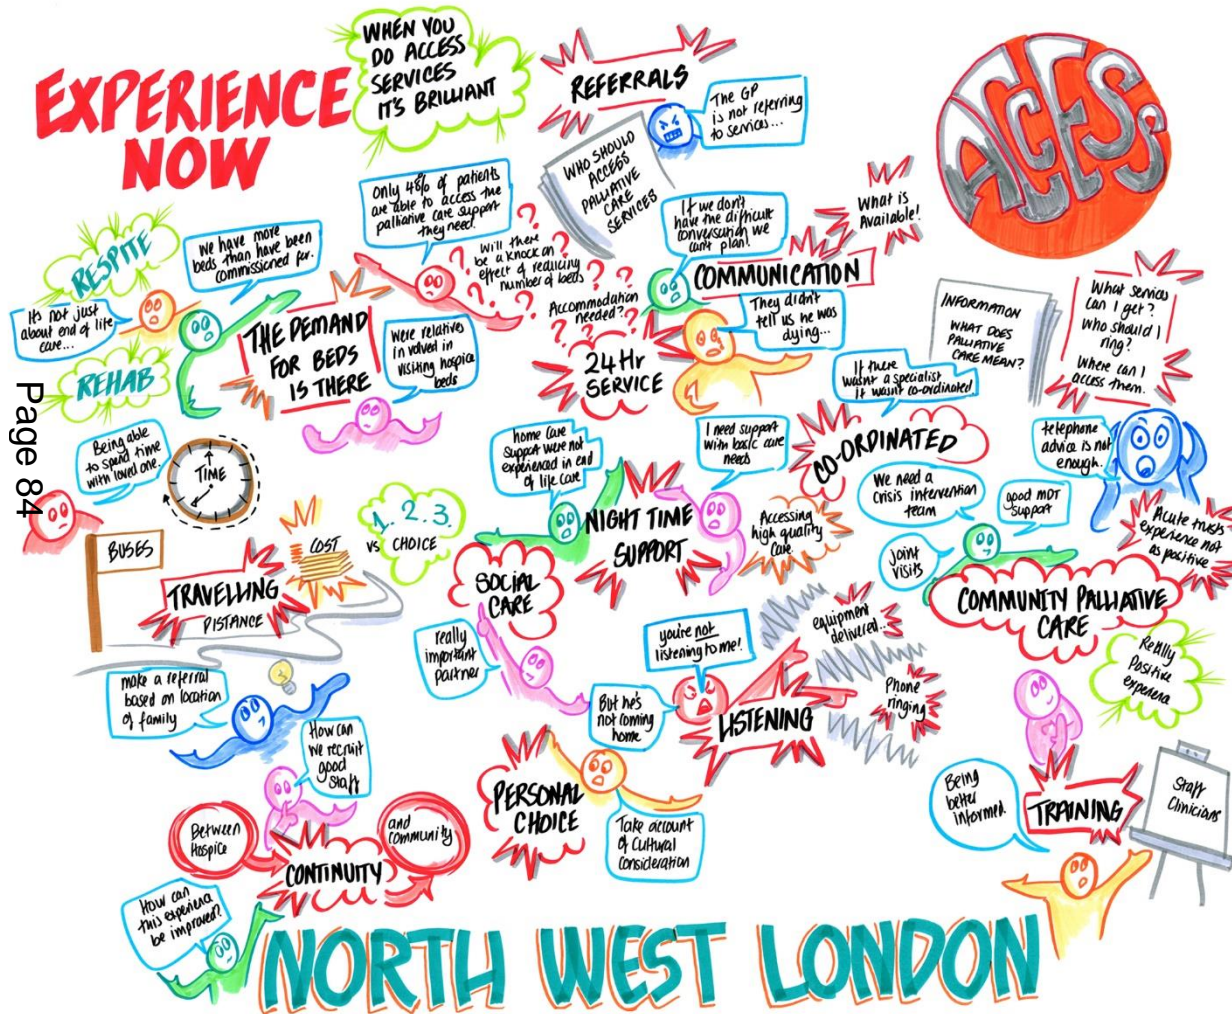 EXPERIENCE
NOW
WHEN YOU
DO ACCESS
SERVICES
IT'S BRILLIANT
REFERRALS
The GP
is not referring
to services...
WHO SHOULD
ACCESS
PALLIATIVE
CARE
SERVICES
ACCESS
RESPITE
We have more
beds than have been
commissioned for.
It's not just
about end of life
care...
REHAB
THE DEMAND
FOR BEDS
IS THERE
Only 48% of patients
are able to access the
palliative care support
they need.
Will there
be a knock on
effect of reducing
number of beds
? ? ? ? ? ? ? ? ? ?
Accommodation
needed?
Were relatives
involved in
visiting hospice
beds
If we don't
have the difficult
conversation we
can't plan.
COMMUNICATION
What is
Available!
They didn't
tell us he was
dying...
24 Hr
SERVICE
INFORMATION
WHAT DOES
PALLIATIVE
CARE MEAN?
What services
can I get?
Who should I
ring?
Where can I
access them.
If there
wasn't a specialist
it wasn't co-ordinated
CO-ORDINATED
telephone
advice is not
enough.
Page 84
Being able
to spend time
with loved one.
TIME
BUSES
TRAVELLING
DISTANCE
COST
VS
1. 2. 3.
CHOICE
home care
support were not
experienced in end
of life care
I need support
with basic care
needs
NIGHT TIME
SUPPORT
Accessing
high quality
care.
We need a
crisis intervention
team
good MDT
support
joint
visits
Acute trusts
experience not
as positive
COMMUNITY PALLIATIVE
CARE
Really
Positive
experience
SOCIAL
CARE
really
important
partner
you're not
listening to me!
But he's
not coming
home
LISTENING
equipment
delivered...
Phone
ringing
make a referral
based on location
of family
How can
we recruit
good
staff
Between
Hospice
CONTINUITY
and
community
PERSONAL
CHOICE
Take account
of cultural
consideration
Being
better
informed.
TRAINING
Staff
Clinicians
How can
this experience
be improved?
NORTH WEST LONDON